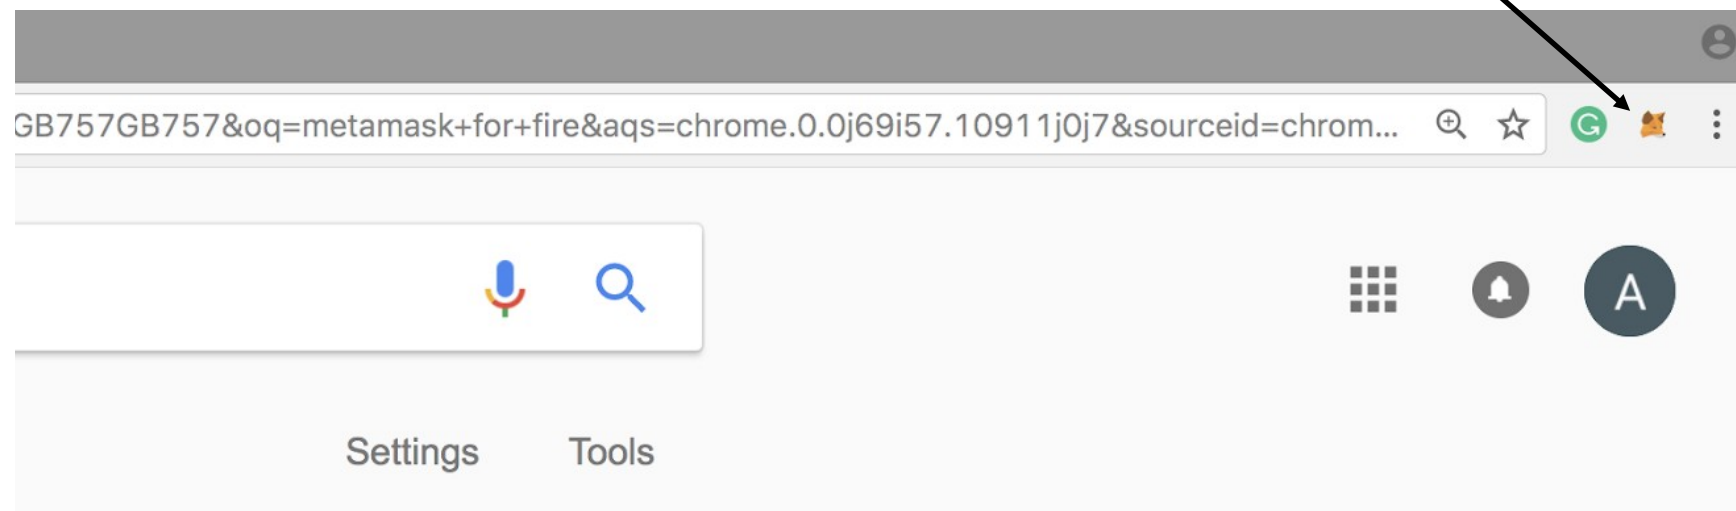 GB757GB757&oq=metamask+for+fire&aqs=chrome.0.0j69i57.10911j0j7&sourceid=chrom...
G
A
Settings Tools